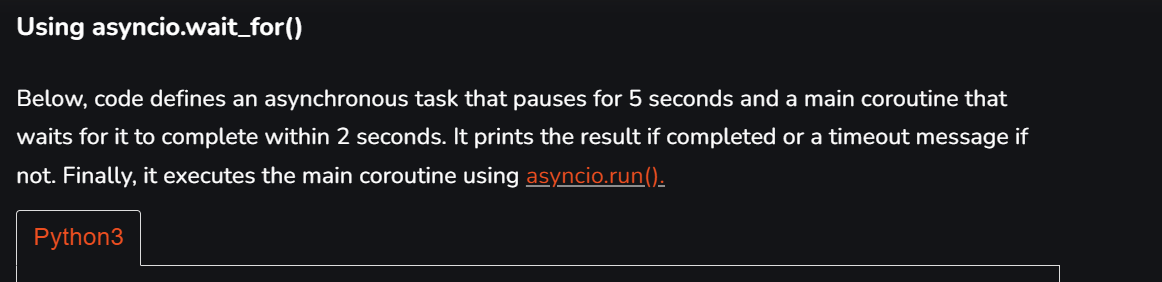 Using asyncio.wait_for()
Below, code defines an asynchronous task that pauses for 5 seconds and a main coroutine that
waits for it to complete within 2 seconds. It prints the result if completed or a timeout message if
not. Finally, it executes the main coroutine using asyncio.run().
Python3